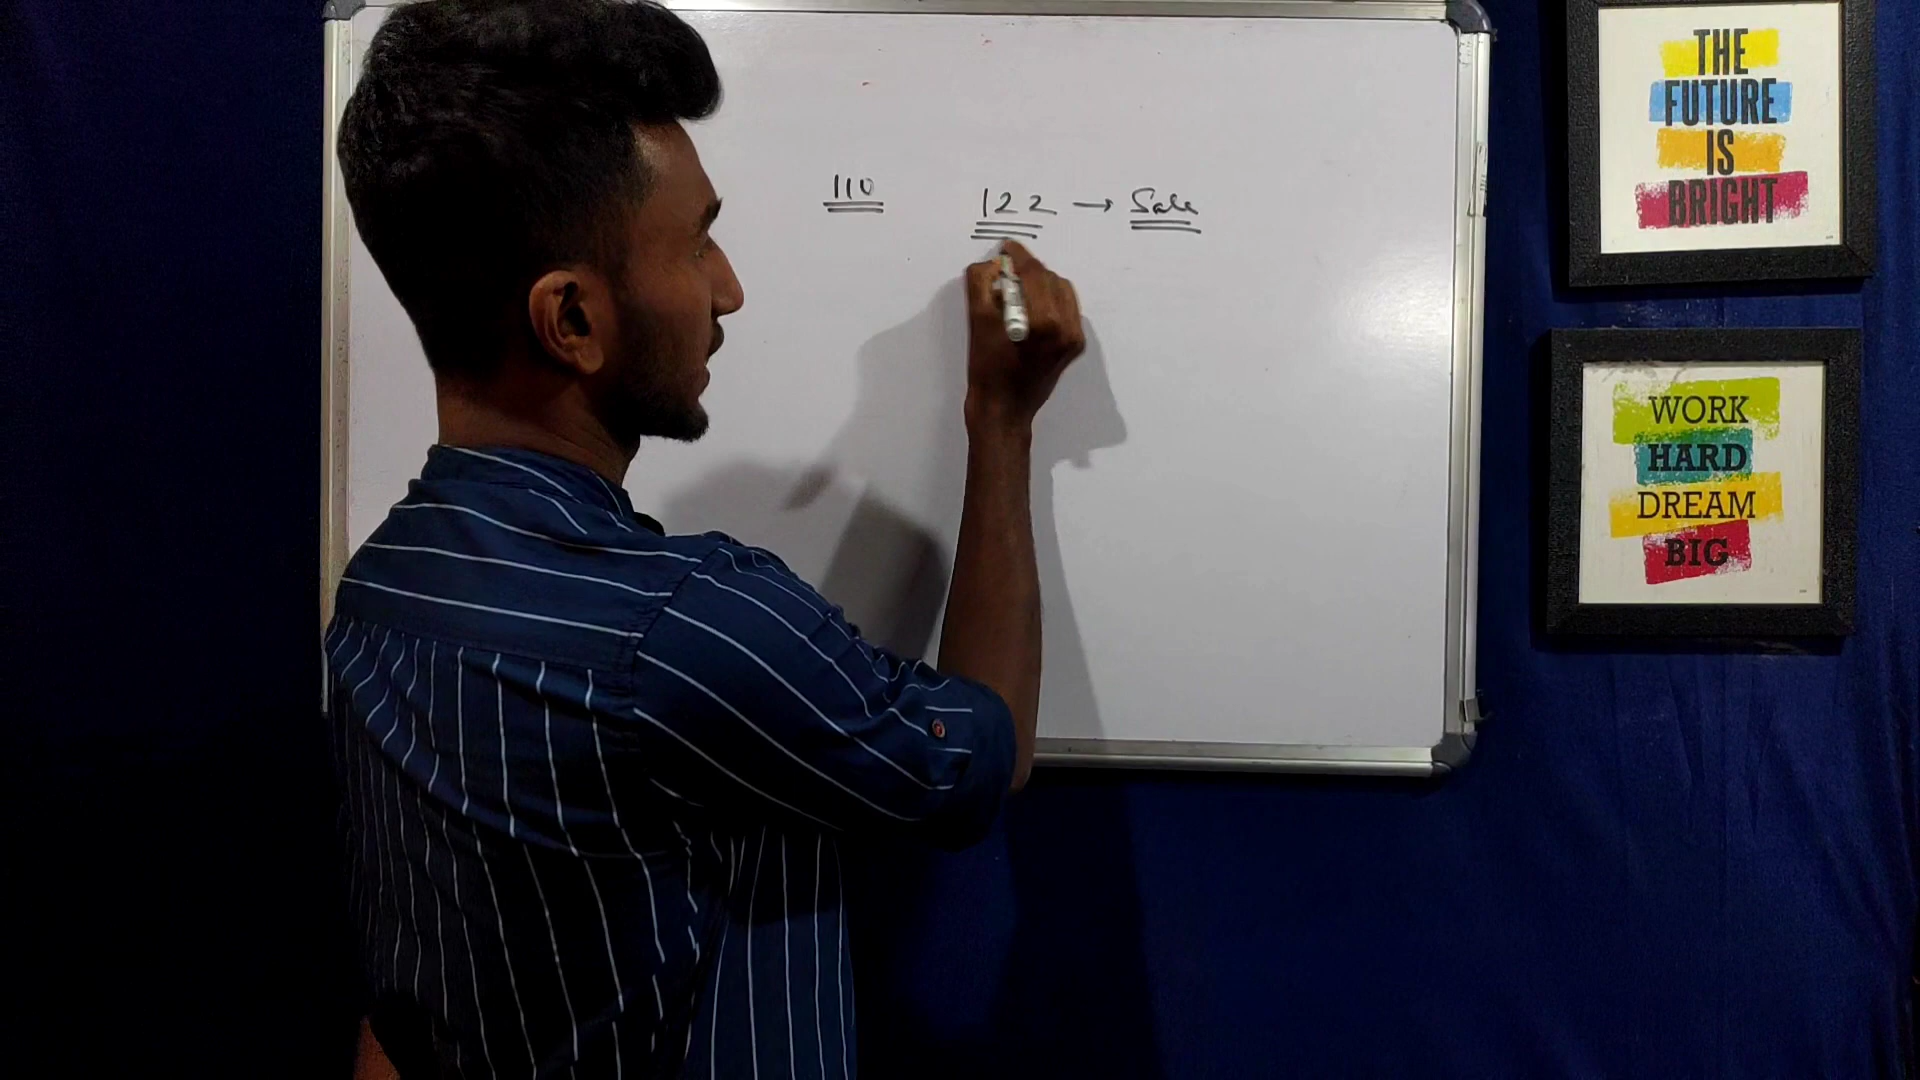 110
122 → Sale
THE
FUTURE
IS
BRIGHT
WORK
HARD
DREAM
BIG